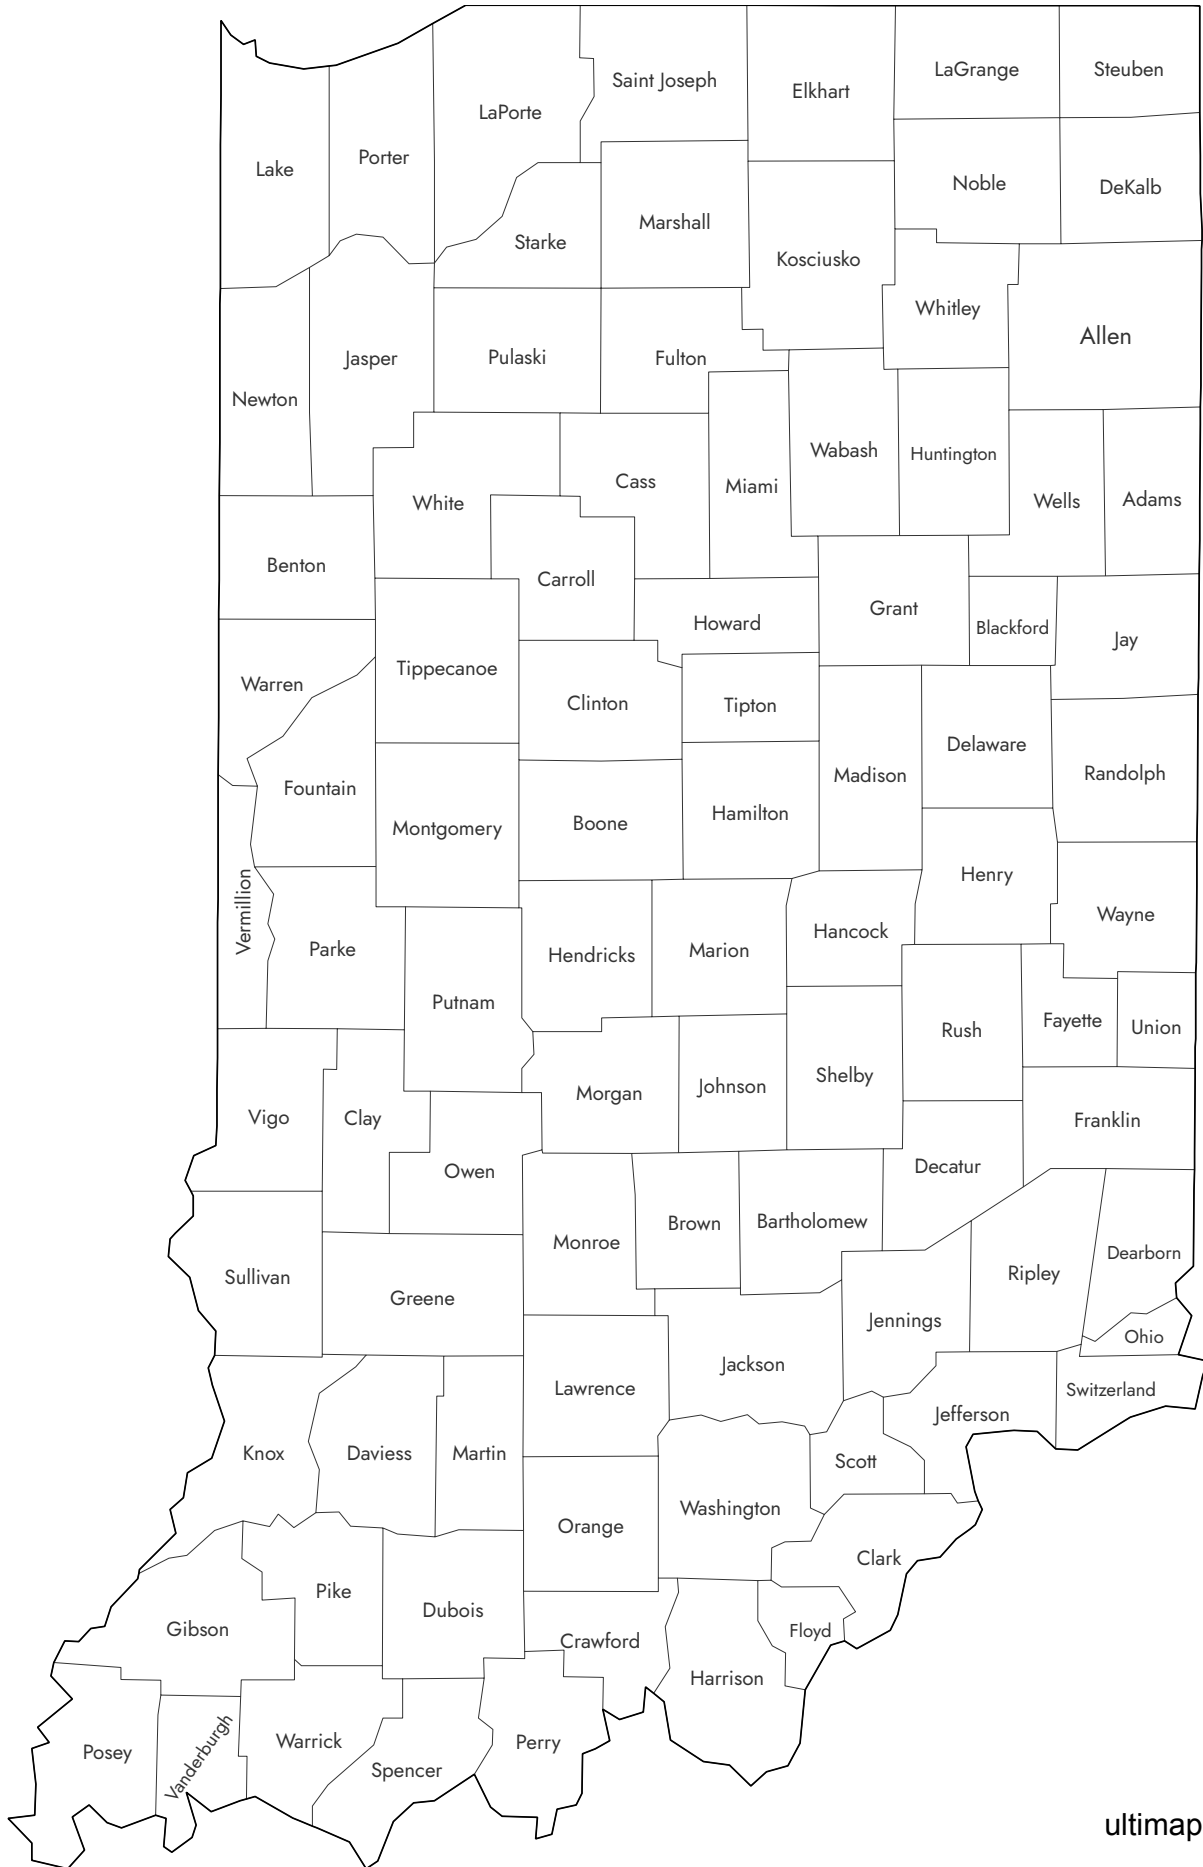 LaGrange
Steuben
Saint Joseph
Elkhart
LaPorte
Porter
Lake
Noble
DeKalb
Marshall
Starke
Kosciusko
Whitley
Allen
Jasper
Pulaski
Fulton
Newton
Wabash
Huntington
Cass
Miami
White
Wells
Adams
Benton
Carroll
Grant
Howard
Blackford
Jay
Tippecanoe
Warren
Clinton
Tipton
Delaware
Madison
Randolph
Fountain
Montgomery
Boone
Hamilton
Henry
Vermillion
Wayne
Parke
Hendricks
Marion
Hancock
Putnam
Rush
Fayette
Union
Shelby
Morgan
Johnson
Vigo
Clay
Franklin
Owen
Decatur
Monroe
Brown
Bartholomew
Dearborn
Sullivan
Ripley
Greene
Jennings
Ohio
Jackson
Lawrence
Switzerland
Jefferson
Knox
Daviess
Martin
Scott
Washington
Orange
Clark
Pike
Dubois
Gibson
Crawford
Floyd
Harrison
Warrick
Perry
Posey
Vanderburgh
Spencer
ultimap